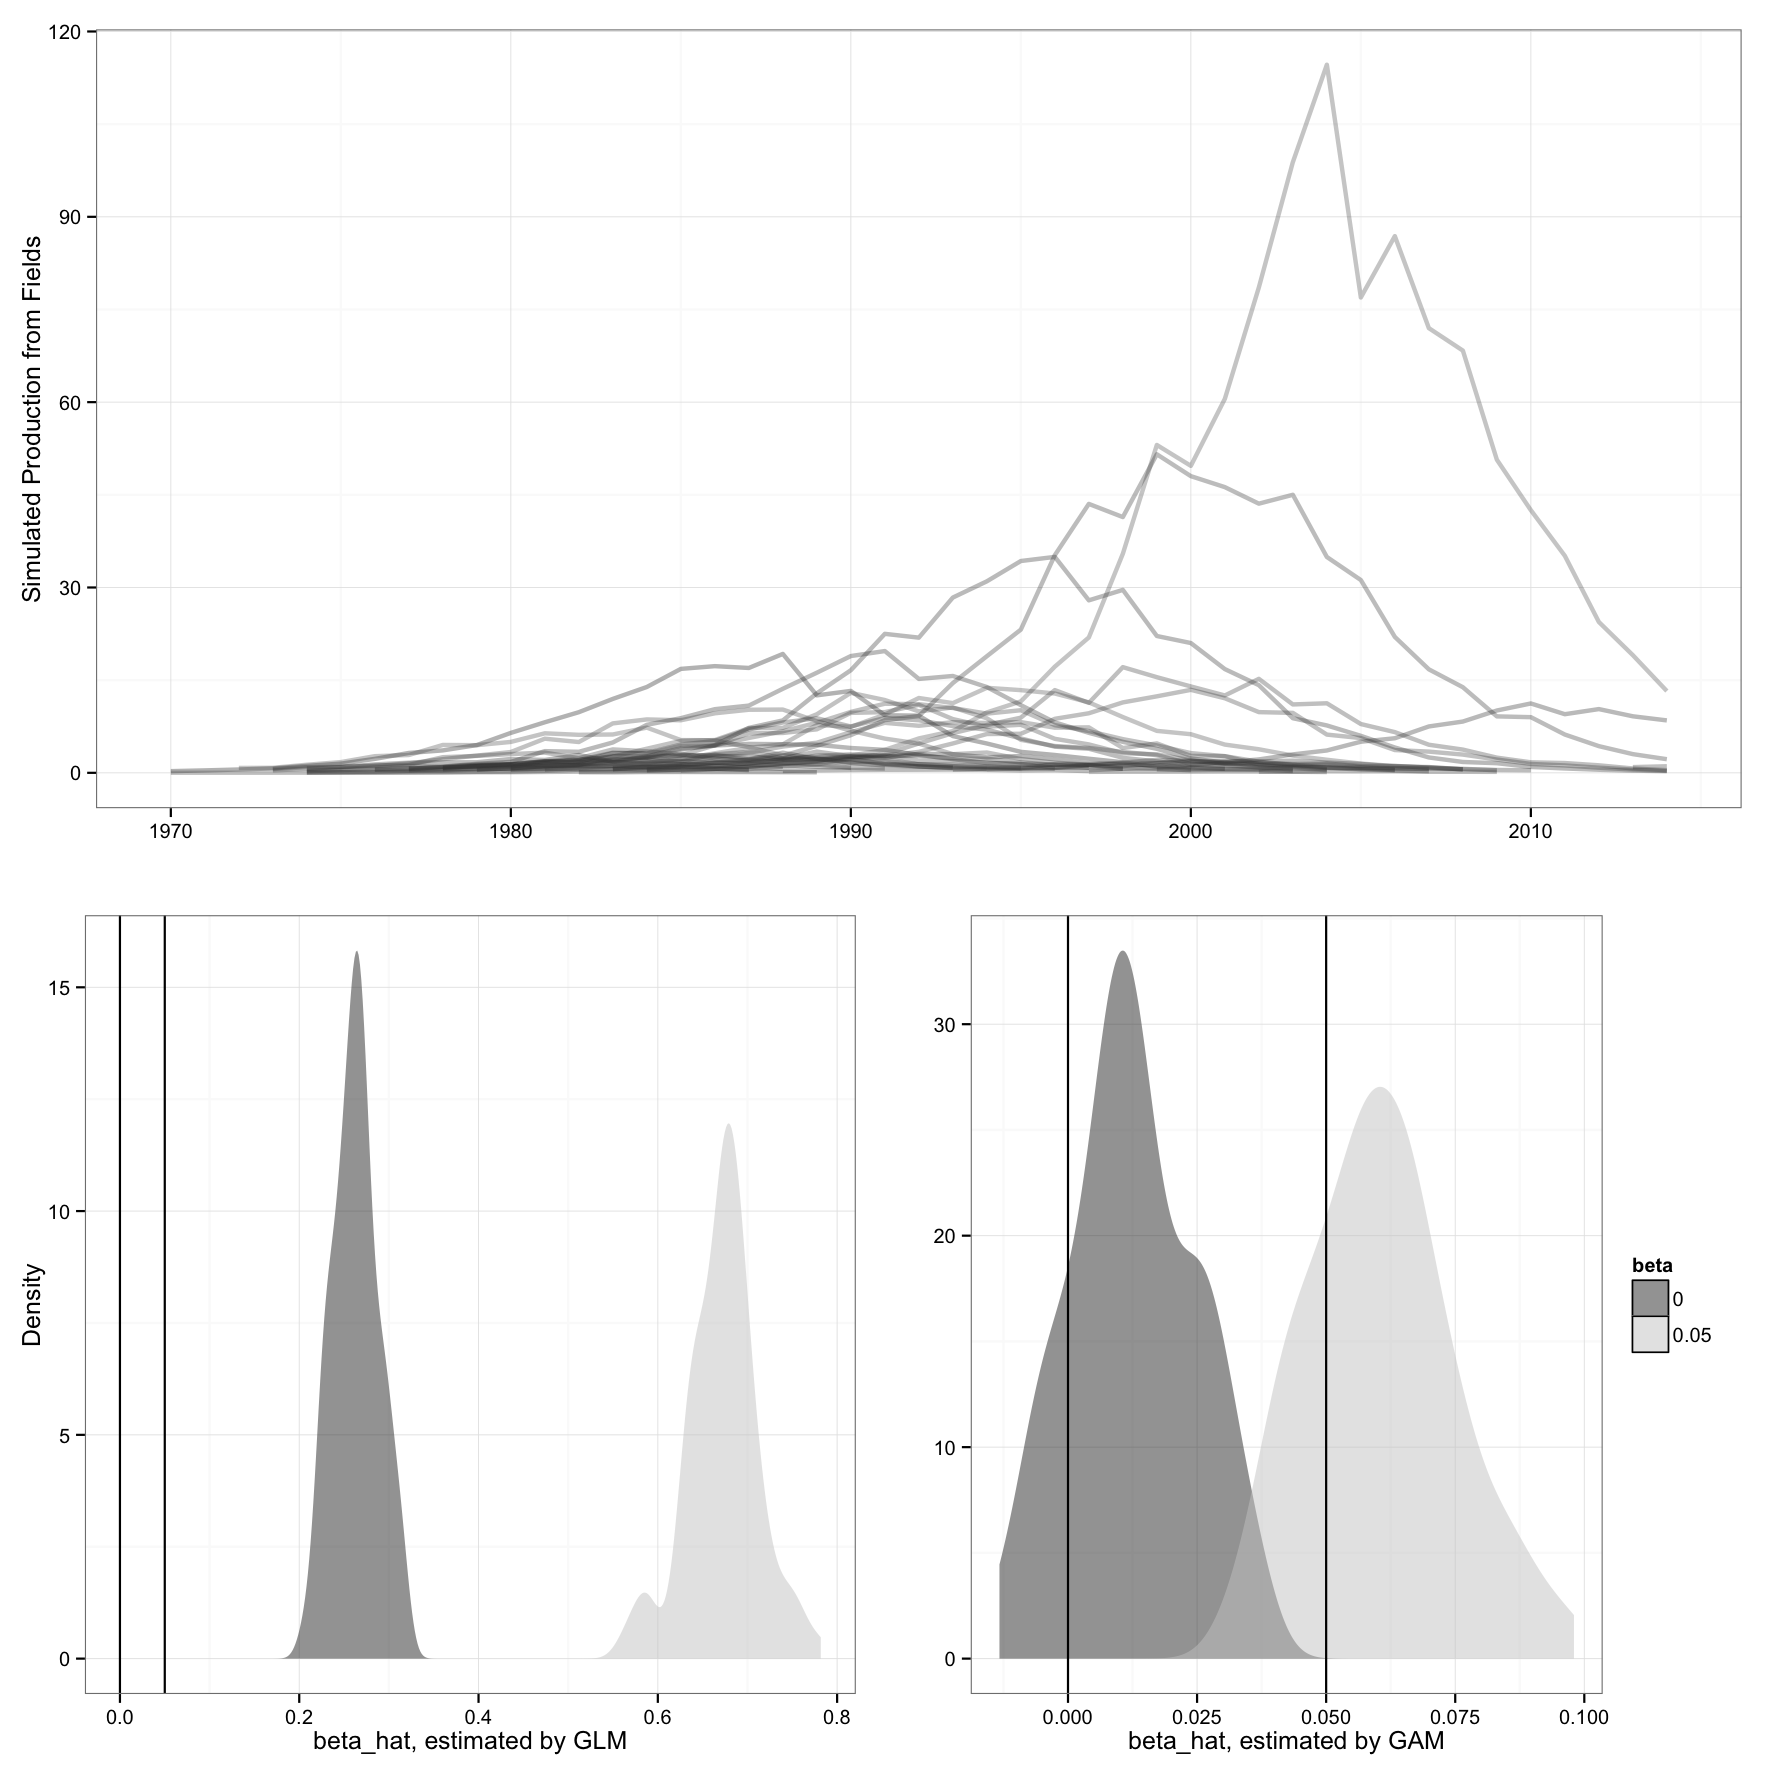 120
90
60
30
0
Simulated Production from Fields
1970 1980 1990 2000 2010
15
10
5
0
Density
0.0 0.2 0.4 0.6 0.8
beta_hat, estimated by GLM
30
20
10
0
0.000 0.025 0.050 0.075 0.100
beta_hat, estimated by GAM
beta
0
0.05